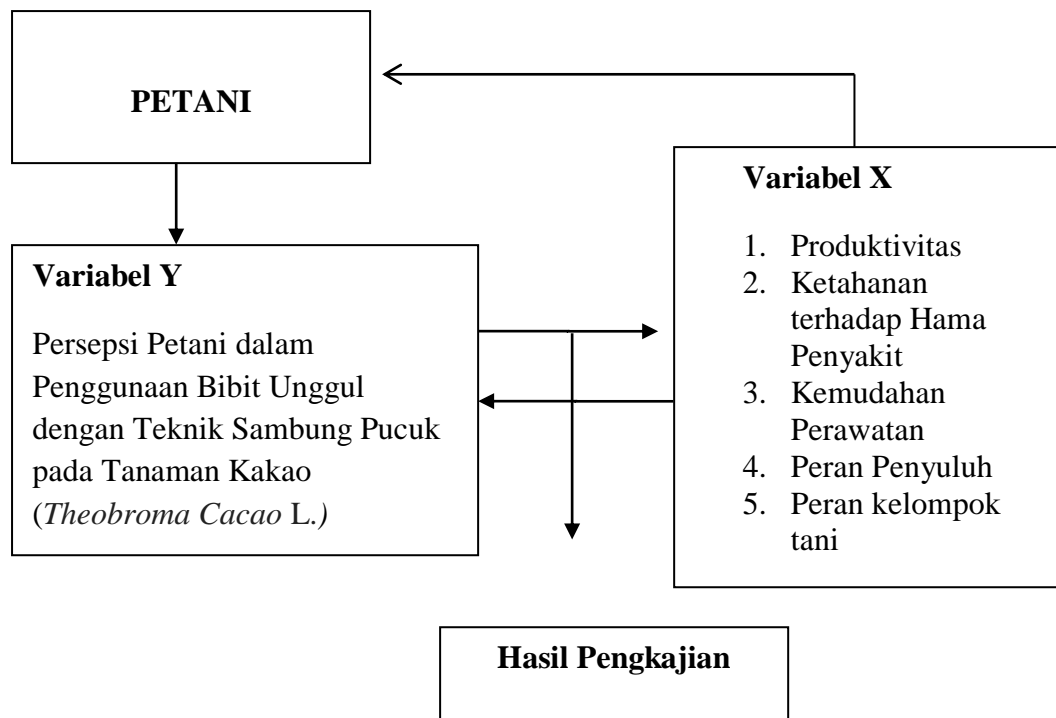 PETANI
Variabel Y
Persepsi Petani dalam
Penggunaan Bibit Unggul
dengan Teknik Sambung Pucuk
pada Tanaman Kakao
(Theobroma Cacao L.)
Variabel X
1. Produktivitas
2. Ketahanan
terhadap Hama
Penyakit
3. Kemudahan
Perawatan
4. Peran Penyuluh
5. Peran kelompok
tani
Hasil Pengkajian